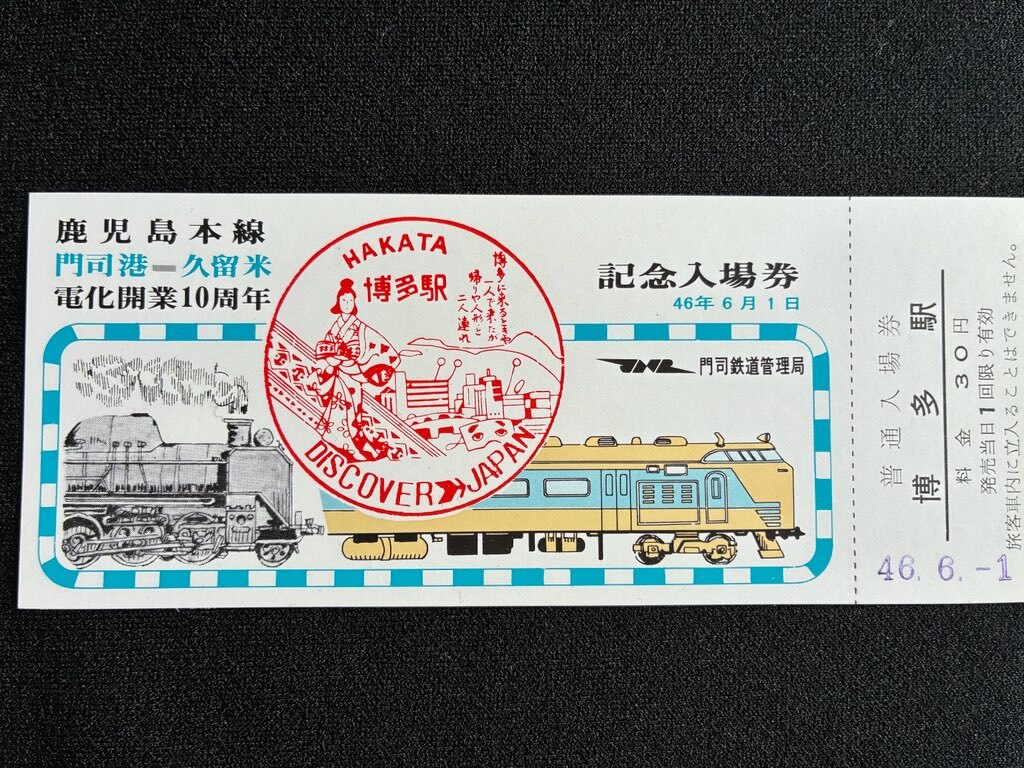 鹿児島本線
門司港━久留米
電化開業10周年
HAKATA
博多駅
博多に来るときゃ
一人で来たが
帰りゃ人形と
二人連れ
DISCOVER JAPAN
記念入場券
46年6月1日
JNR 門司鉄道管理局
普通入場券
博多駅
料金 30円
発売当日1回限り有効
旅客車内に立入ることはできません。
46.6.-1